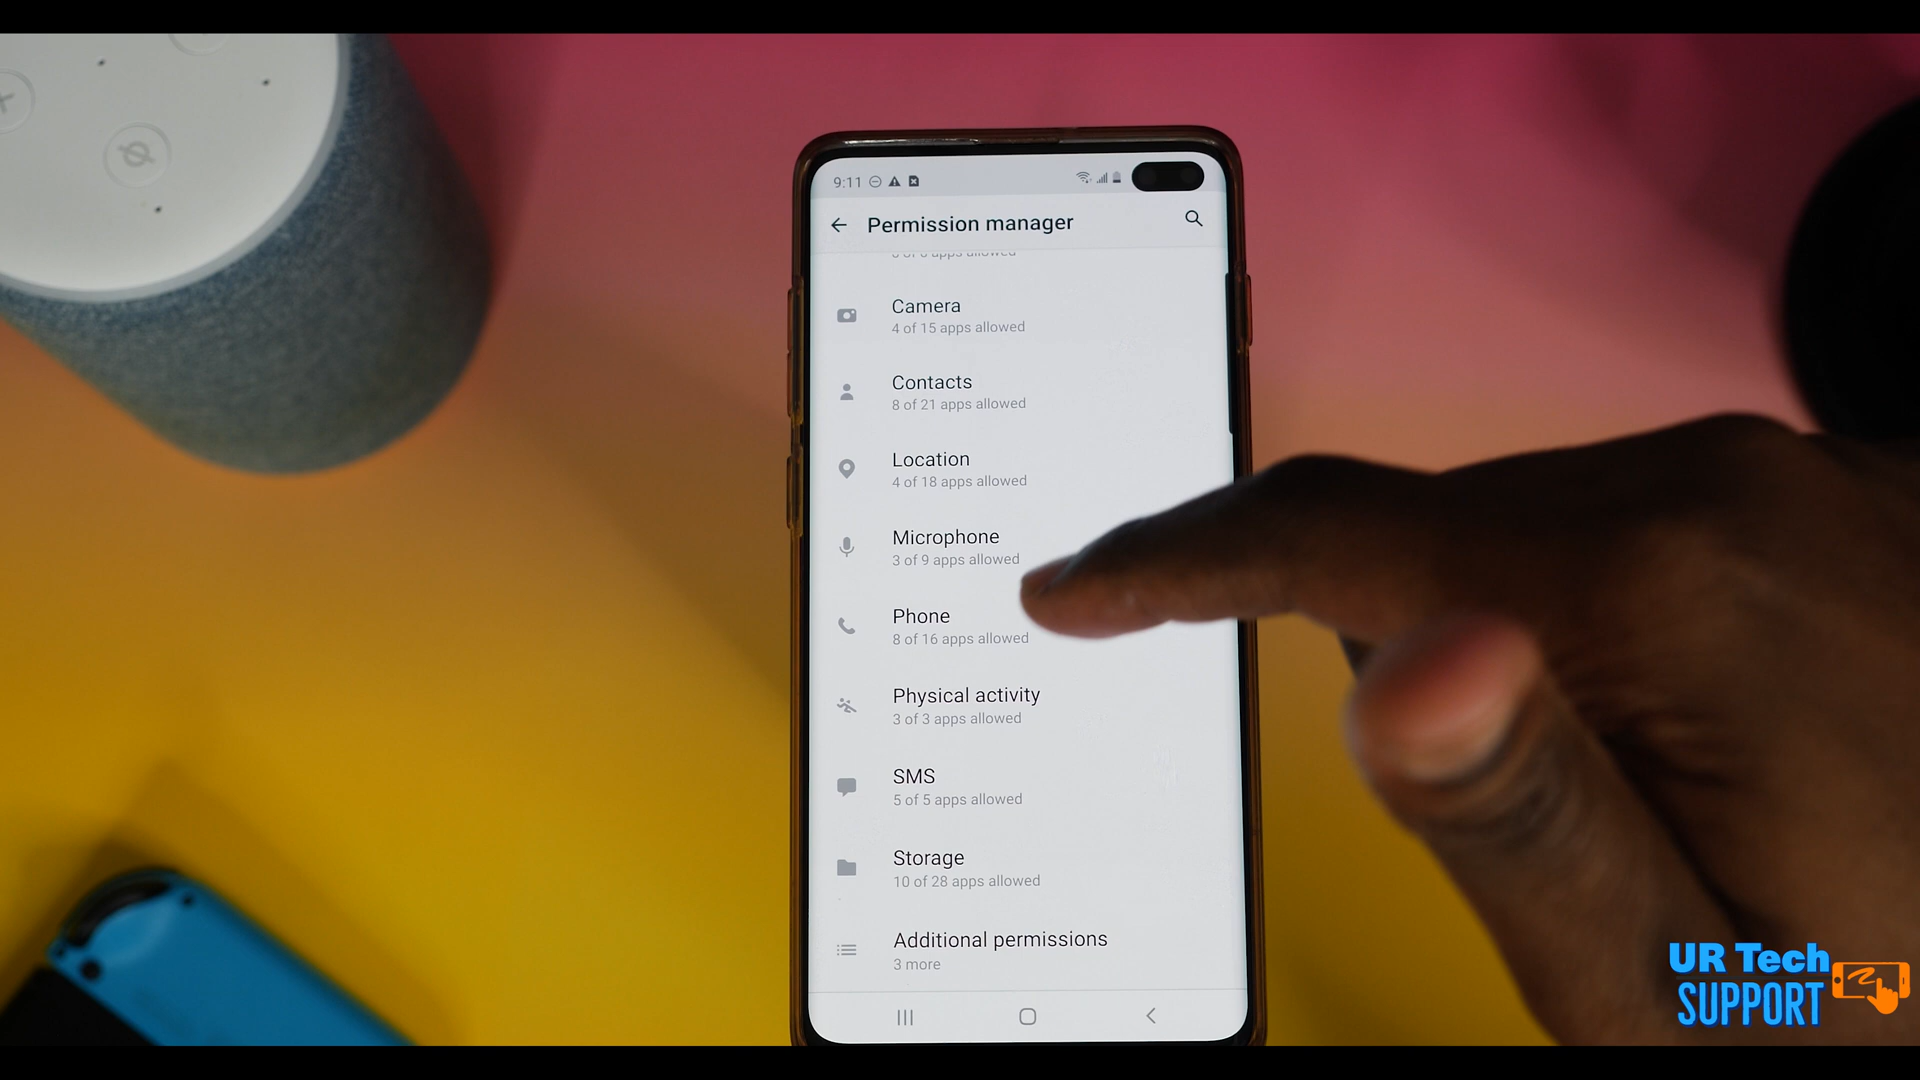 9:11
Permission manager
Camera
4 of 15 apps allowed
Contacts
8 of 21 apps allowed
Location
4 of 18 apps allowed
Microphone
3 of 9 apps allowed
Phone
8 of 16 apps allowed
Physical activity
3 of 3 apps allowed
SMS
5 of 5 apps allowed
Storage
10 of 28 apps allowed
Additional permissions
3 more
UR Tech
SUPPORT